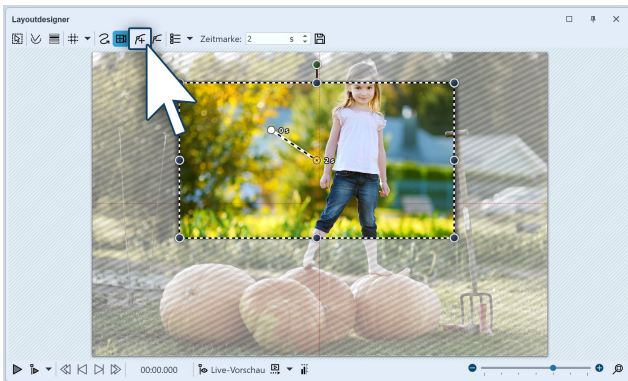 Layoutdesigner
Zeitmarke: 2 s
0 s
2 s
00:00.000 Live-Vorschau